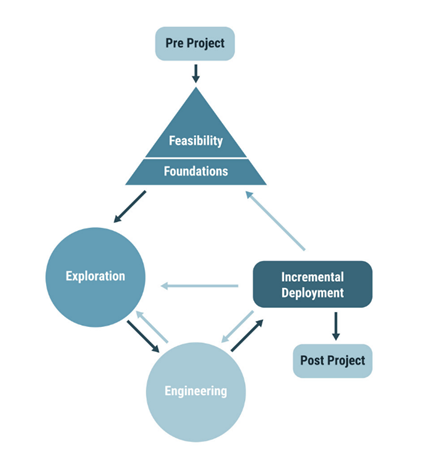 Pre Project
Feasibility
Foundations
Exploration
Incremental
Deployment
Post Project
Engineering